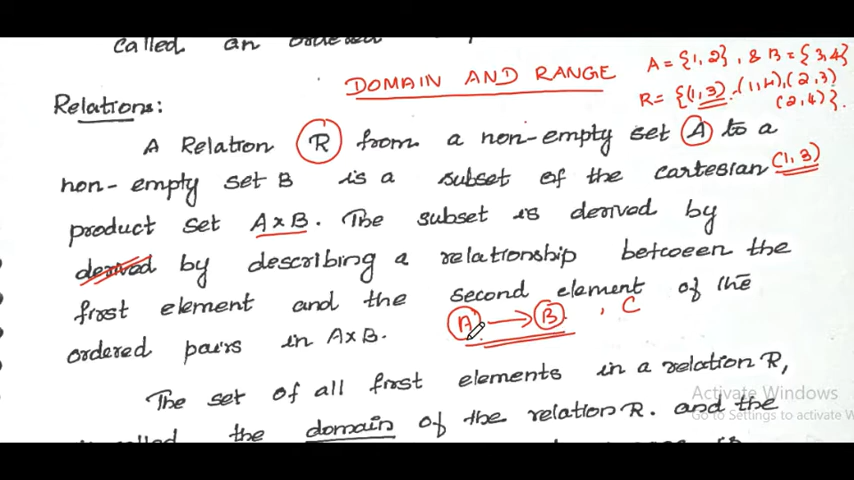 called an ordered
DOMAIN AND RANGE
A = {1, 2}, & B = {3,4}
R = {(1,3), (1,4), (2,3)
(2,4)}.
Relations:
A Relation R from a non-empty set A to a
non-empty set B is a subset of the cartesian (1,3)
product set A×B. The subset is derived by
derived by describing a relationship between the
first element and the second element of the
A → B , C
ordered pairs in A×B.
The set of all first elements in a relation R,
called the domain of the relation R. and the
Activate Windows
Go to Settings to activate W